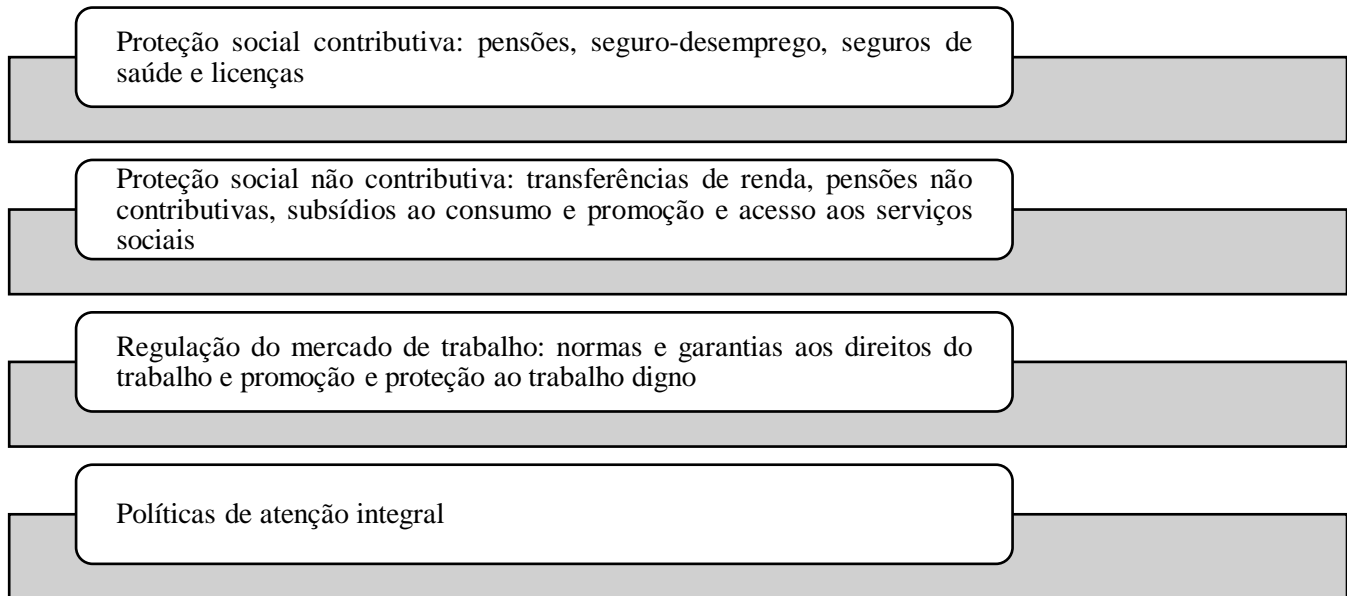 Proteção social contributiva: pensões, seguro-desemprego, seguros de
saúde e licenças
Proteção social não contributiva: transferências de renda, pensões não
contributivas, subsídios ao consumo e promoção e acesso aos serviços
sociais
Regulação do mercado de trabalho: normas e garantias aos direitos do
trabalho e promoção e proteção ao trabalho digno
Políticas de atenção integral